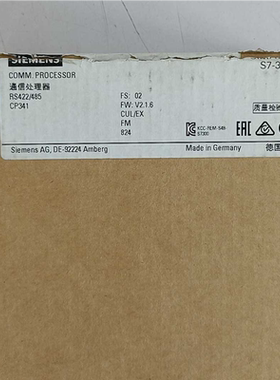 SIEMENS
S7-3
COMM. PROCESSOR
通信处理器
RS422/485
FS: 02
CP341
FW: V2.1.6
CUL/EX
质量检验
FM
824
EAC
Siemens AG, DE-92224 Amberg
Made in Germany
德国